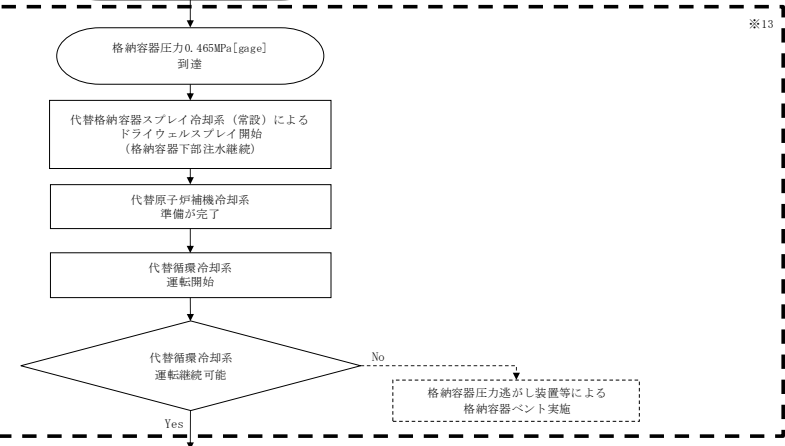 ※13
格納容器圧力0.465MPa[gage]
到達
代替格納容器スプレイ冷却系（常設）による
ドライウェルスプレイ開始
（格納容器下部注水継続）
代替原子炉補機冷却系
準備が完了
代替循環冷却系
運転開始
代替循環冷却系
運転継続可能
No
格納容器圧力逃がし装置等による
格納容器ベント実施
Yes